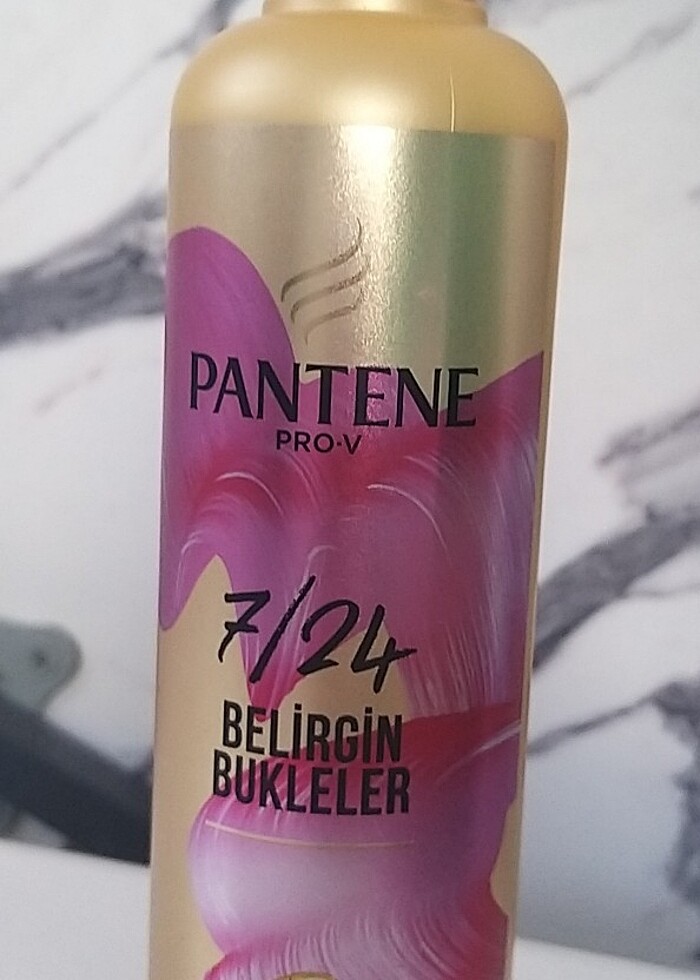 PANTENE
PRO-V
7/24
BELİRGİN
BUKLELER